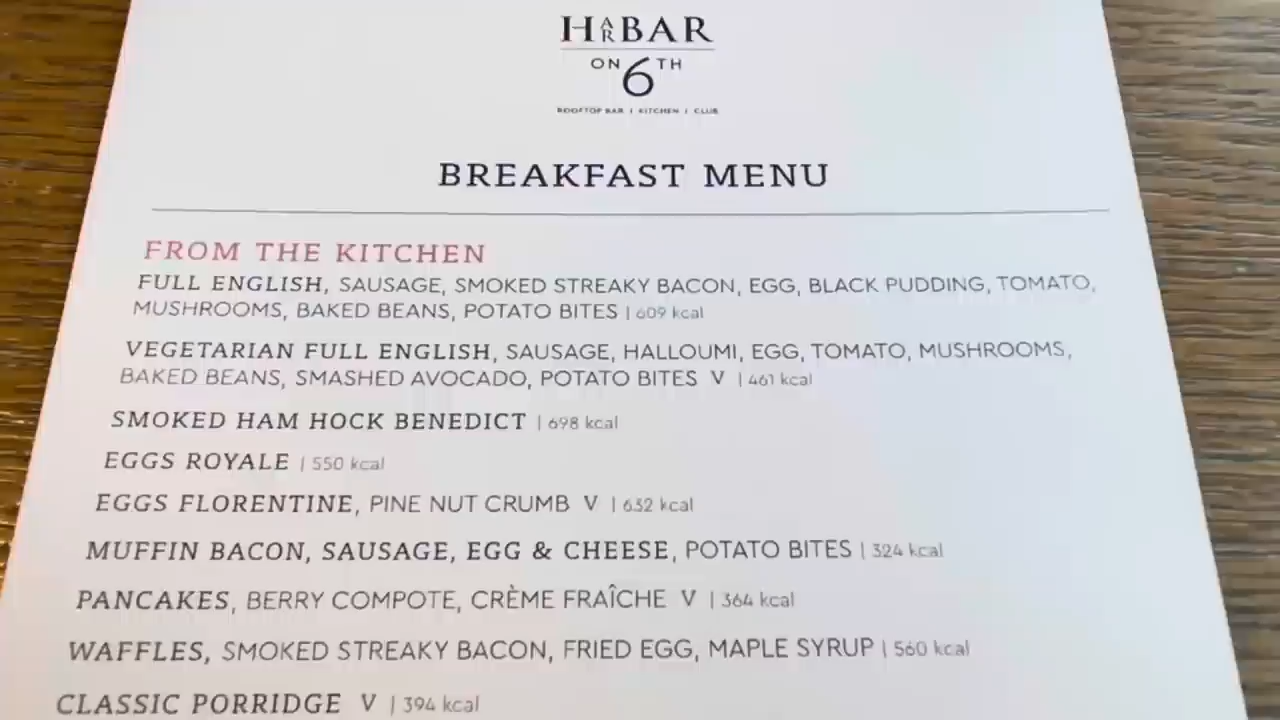 HARBAR
ON 6TH
ROOFTOP BAR | KITCHEN | CLUB
BREAKFAST MENU
FROM THE KITCHEN
FULL ENGLISH, SAUSAGE, SMOKED STREAKY BACON, EGG, BLACK PUDDING, TOMATO,
MUSHROOMS, BAKED BEANS, POTATO BITES | 609 kcal
VEGETARIAN FULL ENGLISH, SAUSAGE, HALLOUMI, EGG, TOMATO, MUSHROOMS,
BAKED BEANS, SMASHED AVOCADO, POTATO BITES V | 461 kcal
SMOKED HAM HOCK BENEDICT | 698 kcal
EGGS ROYALE | 550 kcal
EGGS FLORENTINE, PINE NUT CRUMB V | 632 kcal
MUFFIN BACON, SAUSAGE, EGG & CHEESE, POTATO BITES | 324 kcal
PANCAKES, BERRY COMPOTE, CRÈME FRAÎCHE V | 364 kcal
WAFFLES, SMOKED STREAKY BACON, FRIED EGG, MAPLE SYRUP | 560 kcal
CLASSIC PORRIDGE V | 394 kcal